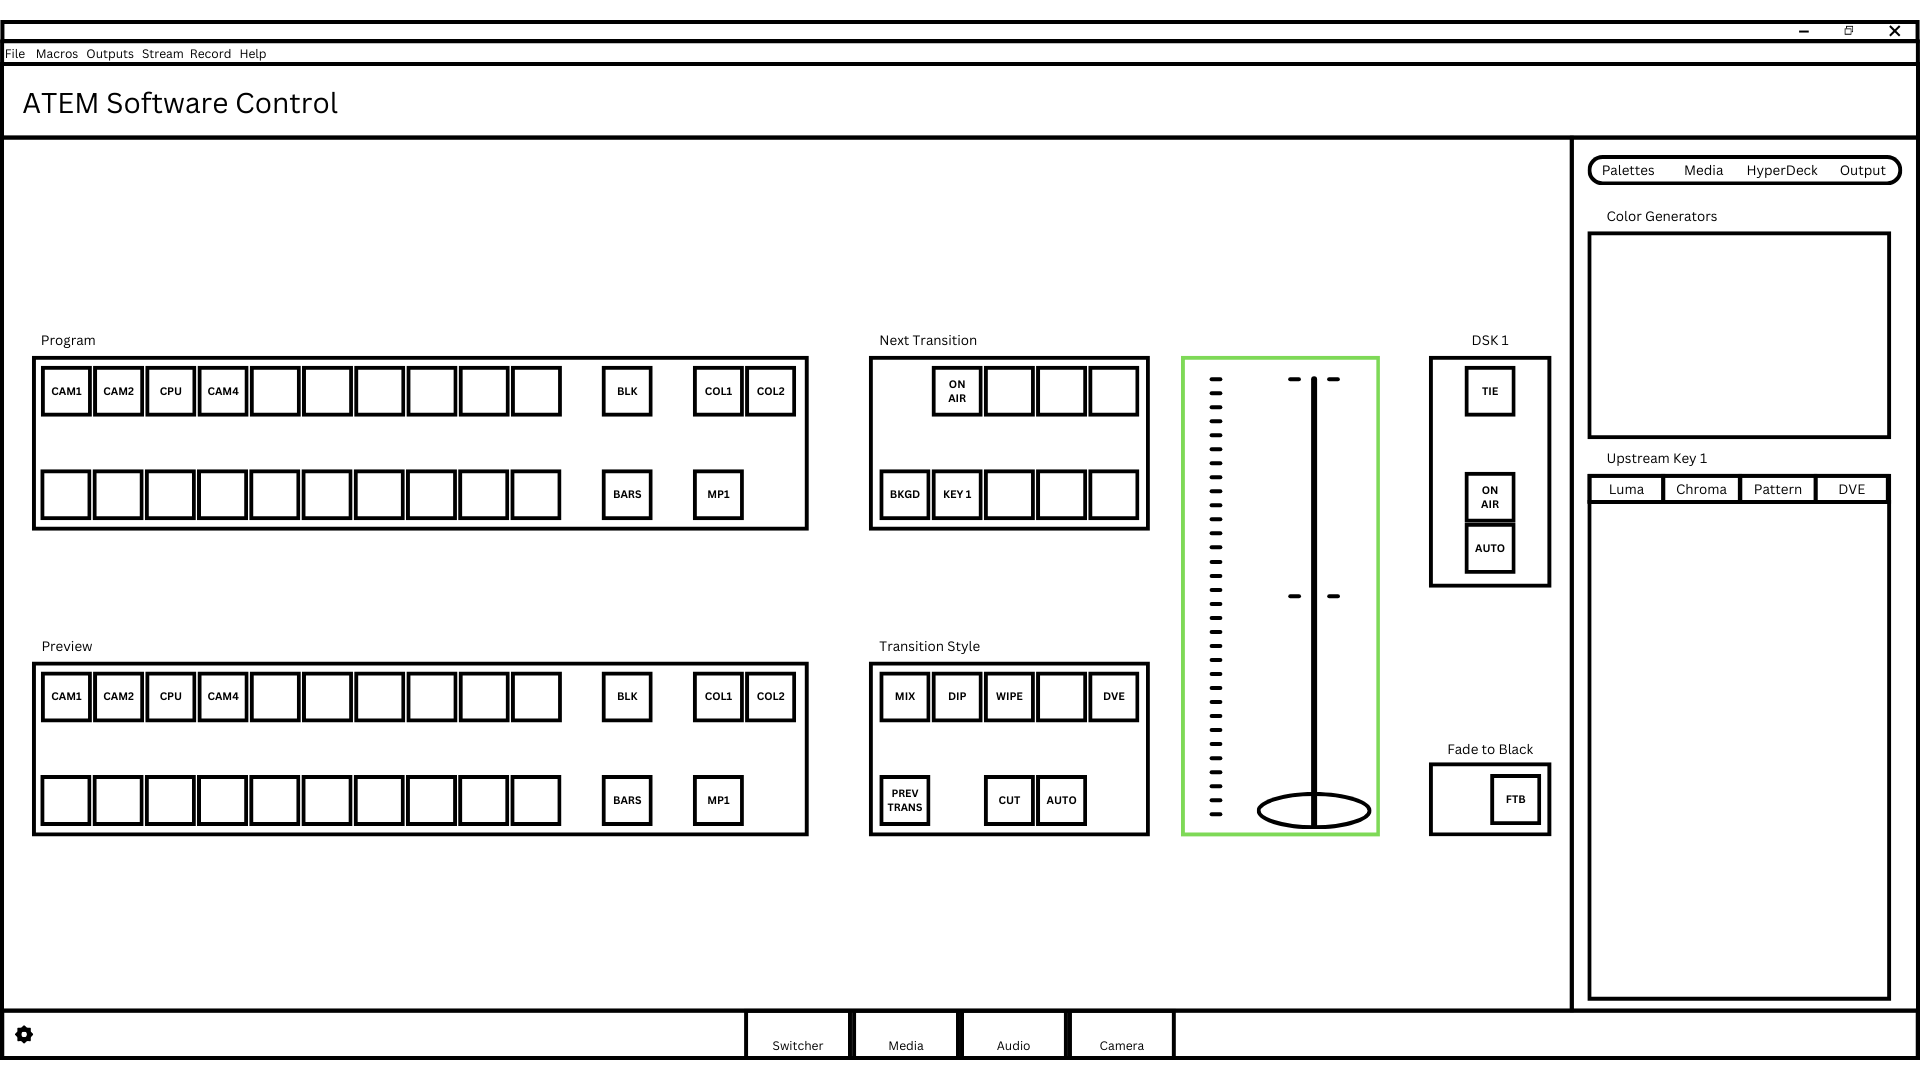 File Macros Outputs Stream Record Help
ATEM Software Control
Palettes Media HyperDeck Output
Color Generators
Program
CAM1 CAM2 CPU CAM4 BLK COL1 COL2
BARS MP1
Next Transition
ON
AIR
BKGD KEY 1
DSK 1
TIE
ON
AIR
AUTO
Upstream Key 1
Luma Chroma Pattern DVE
Preview
CAM1 CAM2 CPU CAM4 BLK COL1 COL2
BARS MP1
Transition Style
MIX DIP WIPE DVE
PREV
TRANS
CUT AUTO
Fade to Black
FTB
Switcher Media Audio Camera